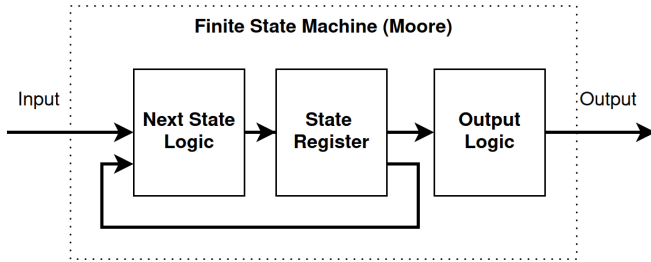 Finite State Machine (Moore)
Input
Next State
Logic
State
Register
Output
Logic
Output